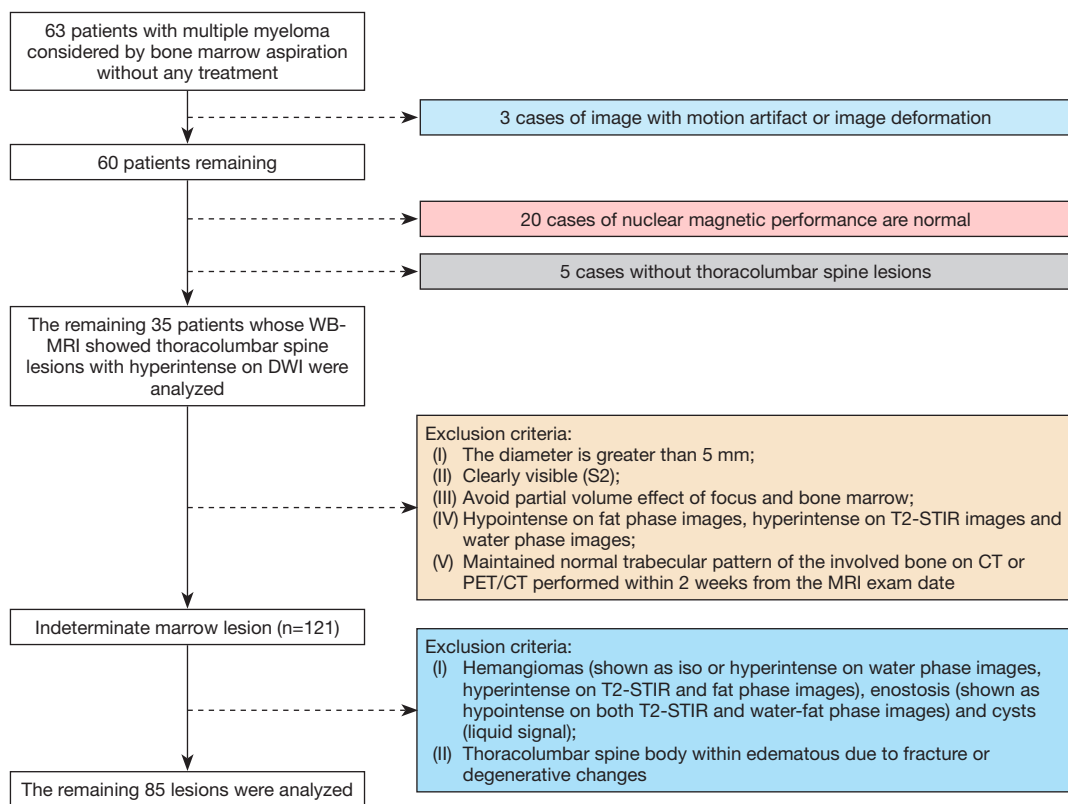 63 patients with multiple myeloma
considered by bone marrow aspiration
without any treatment
3 cases of image with motion artifact or image deformation
60 patients remaining
20 cases of nuclear magnetic performance are normal
5 cases without thoracolumbar spine lesions
The remaining 35 patients whose WB-
MRI showed thoracolumbar spine
lesions with hyperintense on DWI were
analyzed
Exclusion criteria:
(I) The diameter is greater than 5 mm;
(II) Clearly visible (S2);
(III) Avoid partial volume effect of focus and bone marrow;
(IV) Hypointense on fat phase images, hyperintense on T2-STIR images and
water phase images;
(V) Maintained normal trabecular pattern of the involved bone on CT or
PET/CT performed within 2 weeks from the MRI exam date
Indeterminate marrow lesion (n=121)
Exclusion criteria:
(I) Hemangiomas (shown as iso or hyperintense on water phase images,
hyperintense on T2-STIR and fat phase images), enostosis (shown as
hypointense on both T2-STIR and water-fat phase images) and cysts
(liquid signal);
(II) Thoracolumbar spine body within edematous due to fracture or
degenerative changes
The remaining 85 lesions were analyzed